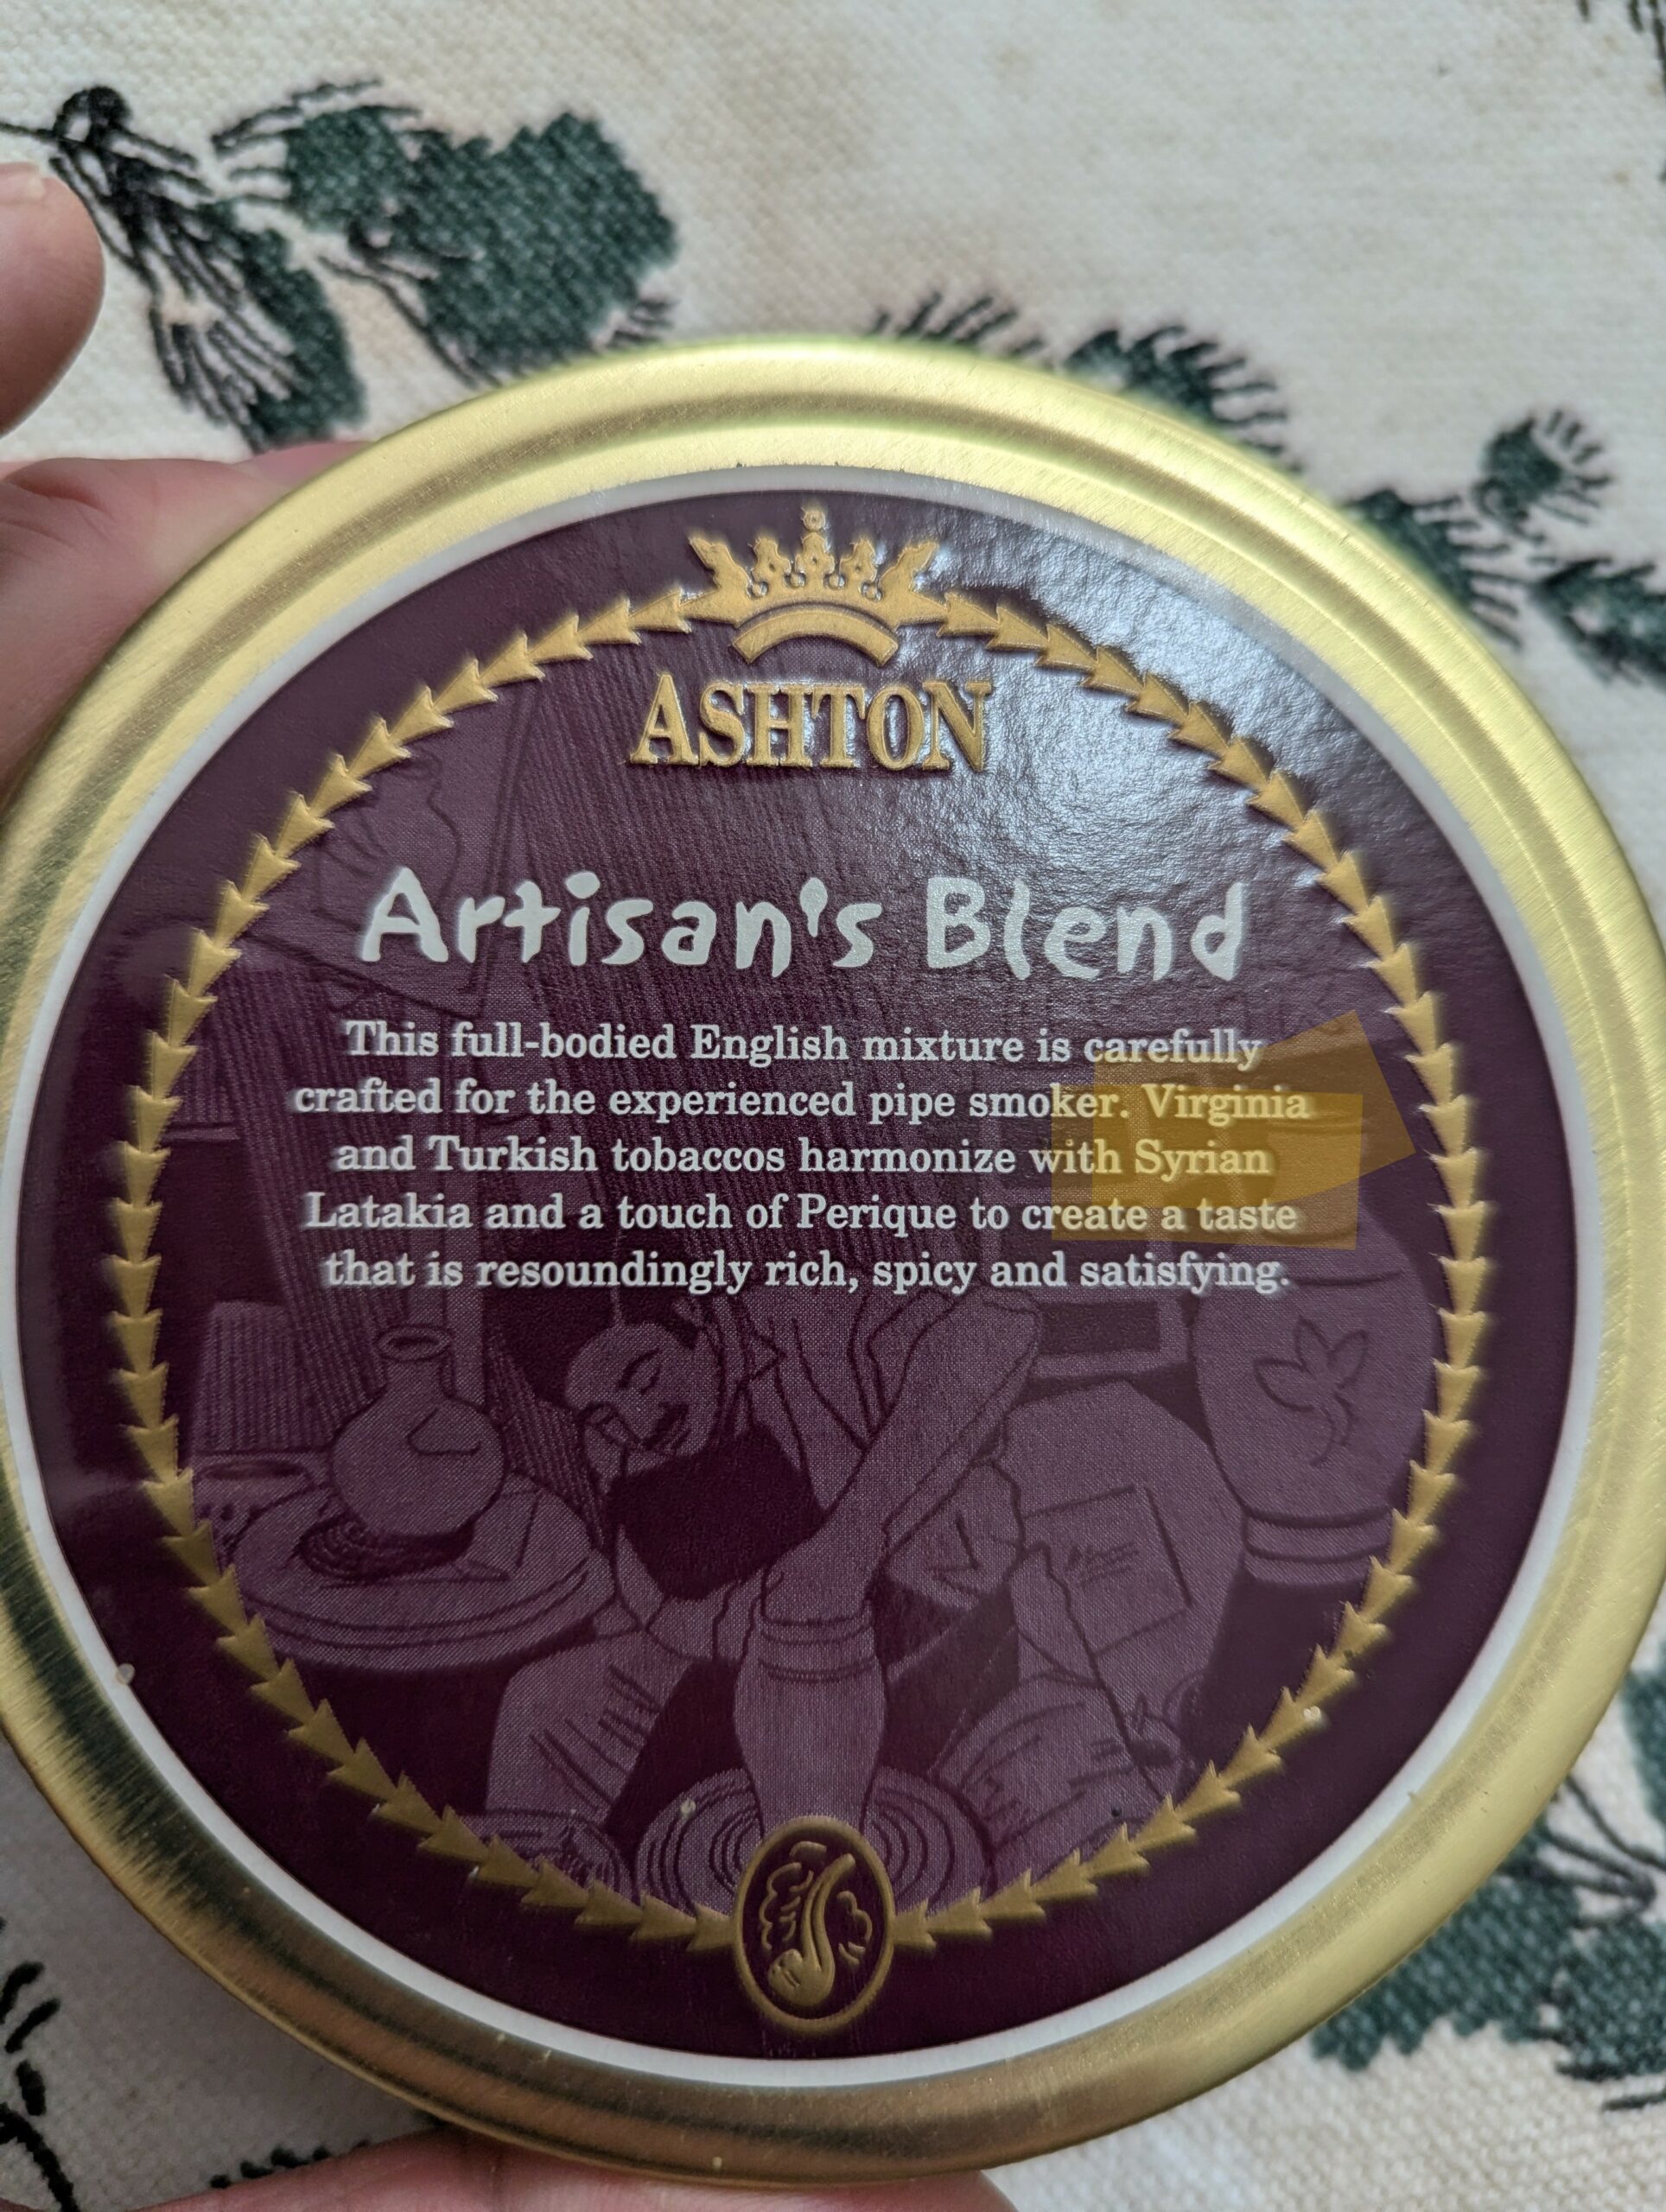 ASHTON
Artisan's Blend
This full-bodied English mixture is carefully
crafted for the experienced pipe smoker. Virginia
and Turkish tobaccos harmonize with Syrian
Latakia and a touch of Perique to create a taste
that is resoundingly rich, spicy and satisfying.